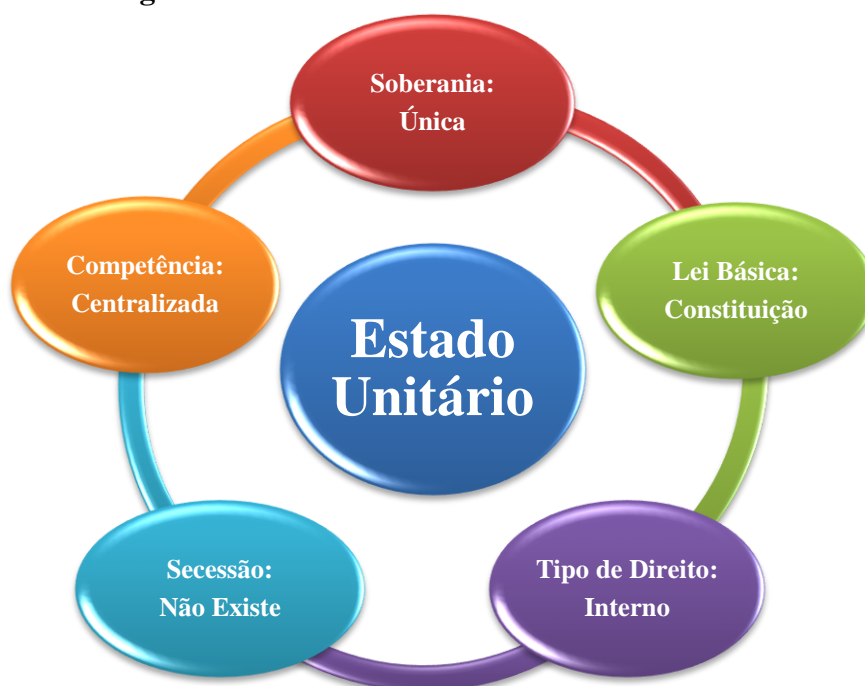 Soberania:
Única
Lei Básica:
Constituição
Tipo de Direito:
Interno
Secessão:
Não Existe
Competência:
Centralizada
Estado
Unitário